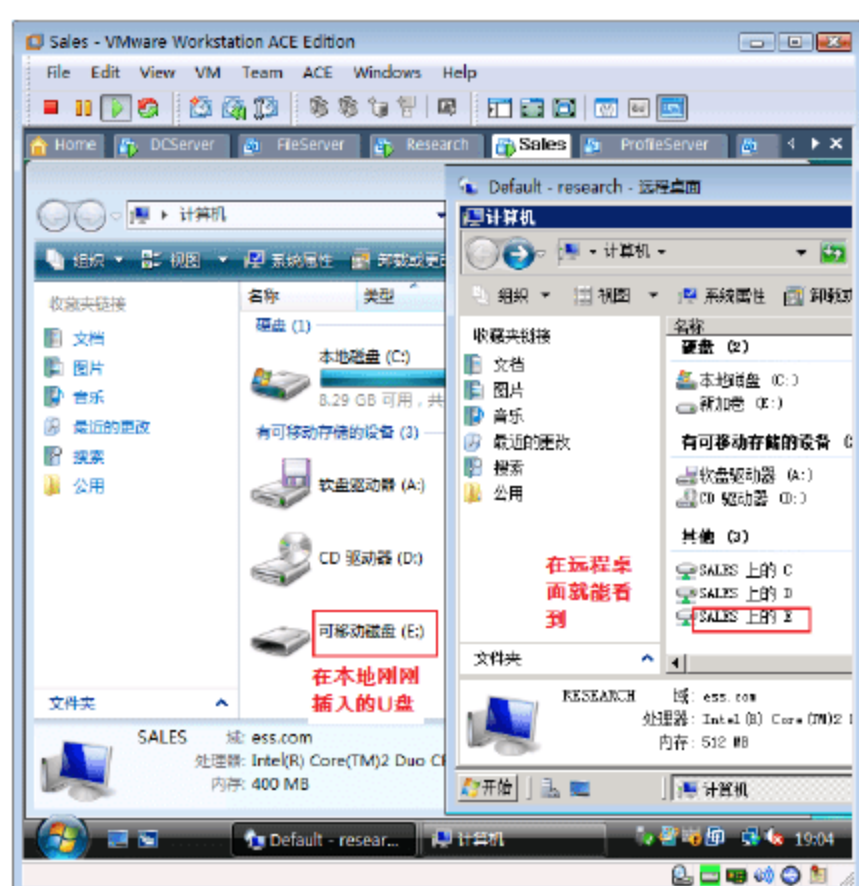 Sales - VMware Workstation ACE Edition
File Edit View VM Team ACE Windows Help
Home DCServer FileServer Research Sales ProfileServer
Default - research - 远程桌面
计算机
计算机
计算机
组织 视图 系统属性 卸载或更改
组织 视图 系统属性 卸载或
收藏夹链接
文档
图片
音乐
最近的更改
搜索
公用
名称 类型
硬盘 (1)
本地磁盘 (C:)
8.29 GB 可用，共
有可移动存储的设备 (3)
软盘驱动器 (A:)
CD 驱动器 (D:)
可移动磁盘 (E:)
在本地刚刚
插入的U盘
文件夹
SALES 域: ess.com
处理器: Intel(R) Core(TM)2 Duo
内存: 400 MB
收藏夹链接
文档
图片
音乐
最近的更改
搜索
公用
名称
硬盘 (2)
本地磁盘 (C:)
新加卷 (E:)
有可移动存储的设备
软盘驱动器 (A:)
CD 驱动器 (D:)
其他 (3)
SALES 上的 C
SALES 上的 D
SALES 上的 E
在远程桌
面就能看
到
文件夹
RESEARCH 域: ess.com
处理器: Intel(R) Core(TM)2
内存: 512 MB
开始 计算机
Default - resear... 计算机 19:04